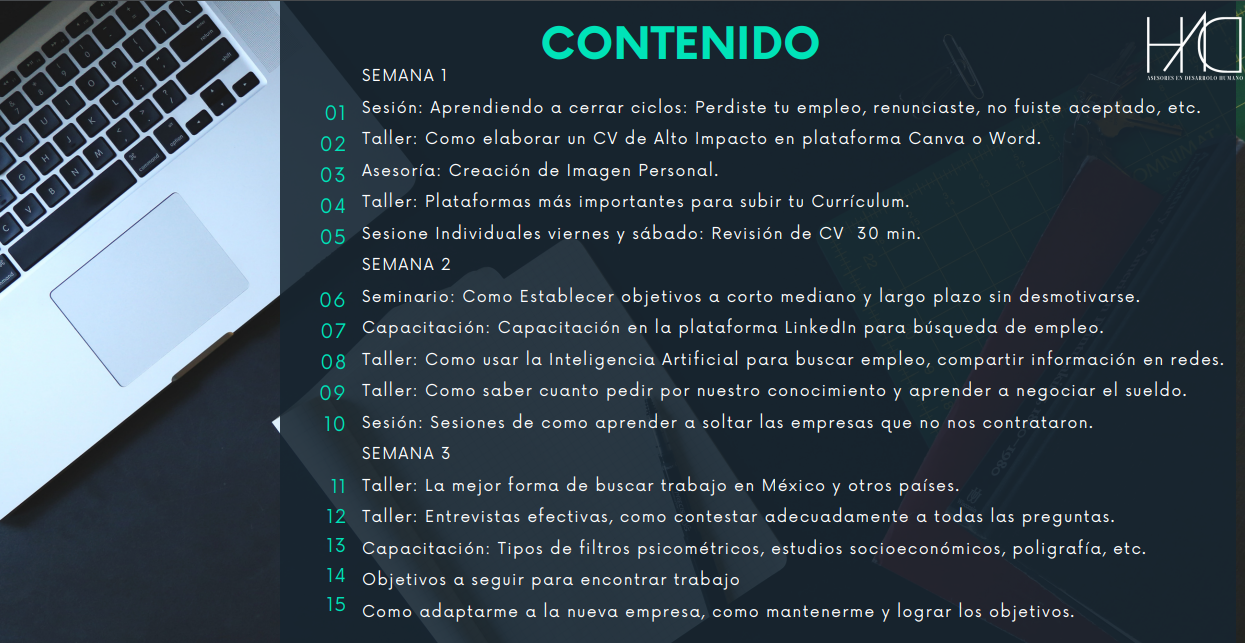 CONTENIDO
HAD
ASESORES EN DESARROLLO HUMANO
SEMANA 1
01 Sesión: Aprendiendo a cerrar ciclos: Perdiste tu empleo, renunciaste, no fuiste aceptado, etc.
02 Taller: Como elaborar un CV de Alto Impacto en plataforma Canva o Word.
03 Asesoría: Creación de Imagen Personal.
04 Taller: Plataformas más importantes para subir tu Currículum.
05 Sesione Individuales viernes y sábado: Revisión de CV 30 min.
SEMANA 2
06 Seminario: Como Establecer objetivos a corto mediano y largo plazo sin desmotivarse.
07 Capacitación: Capacitación en la plataforma LinkedIn para búsqueda de empleo.
08 Taller: Como usar la Inteligencia Artificial para buscar empleo, compartir información en redes.
09 Taller: Como saber cuanto pedir por nuestro conocimiento y aprender a negociar el sueldo.
10 Sesión: Sesiones de como aprender a soltar las empresas que no nos contrataron.
SEMANA 3
11 Taller: La mejor forma de buscar trabajo en México y otros países.
12 Taller: Entrevistas efectivas, como contestar adecuadamente a todas las preguntas.
13 Capacitación: Tipos de filtros psicométricos, estudios socioeconómicos, poligrafía, etc.
14 Objetivos a seguir para encontrar trabajo
15 Como adaptarme a la nueva empresa, como mantenerme y lograr los objetivos.